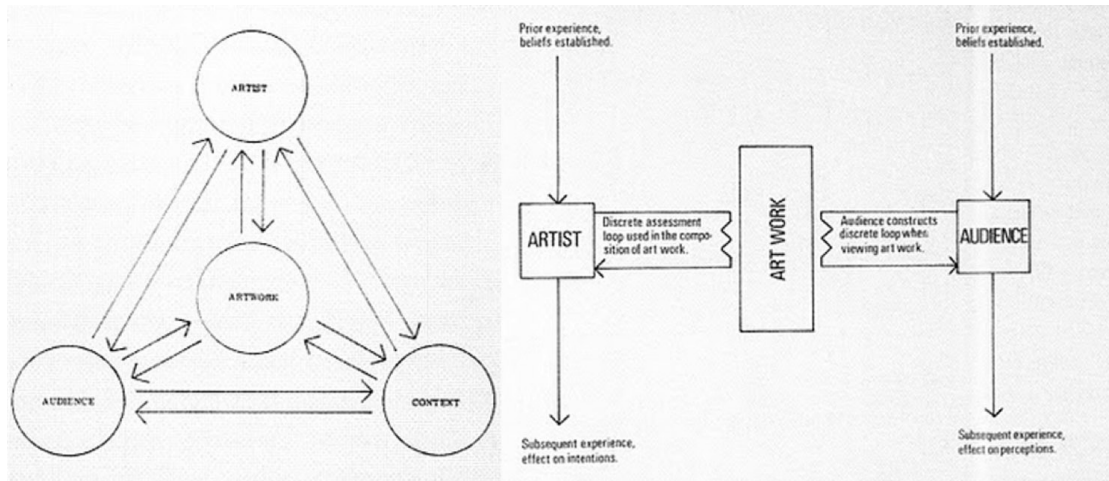 ARTIST
ARTWORK
AUDIENCE
CONTEXT
Prior experience,
beliefs established.
ARTIST
Discrete assessment
loop used in the compo-
sition of art work.
Subsequent experience,
effect on intentions.
ART WORK
Prior experience,
beliefs established.
Audience constructs
discrete loop when
viewing art work.
AUDIENCE
Subsequent experience,
effect on perceptions.